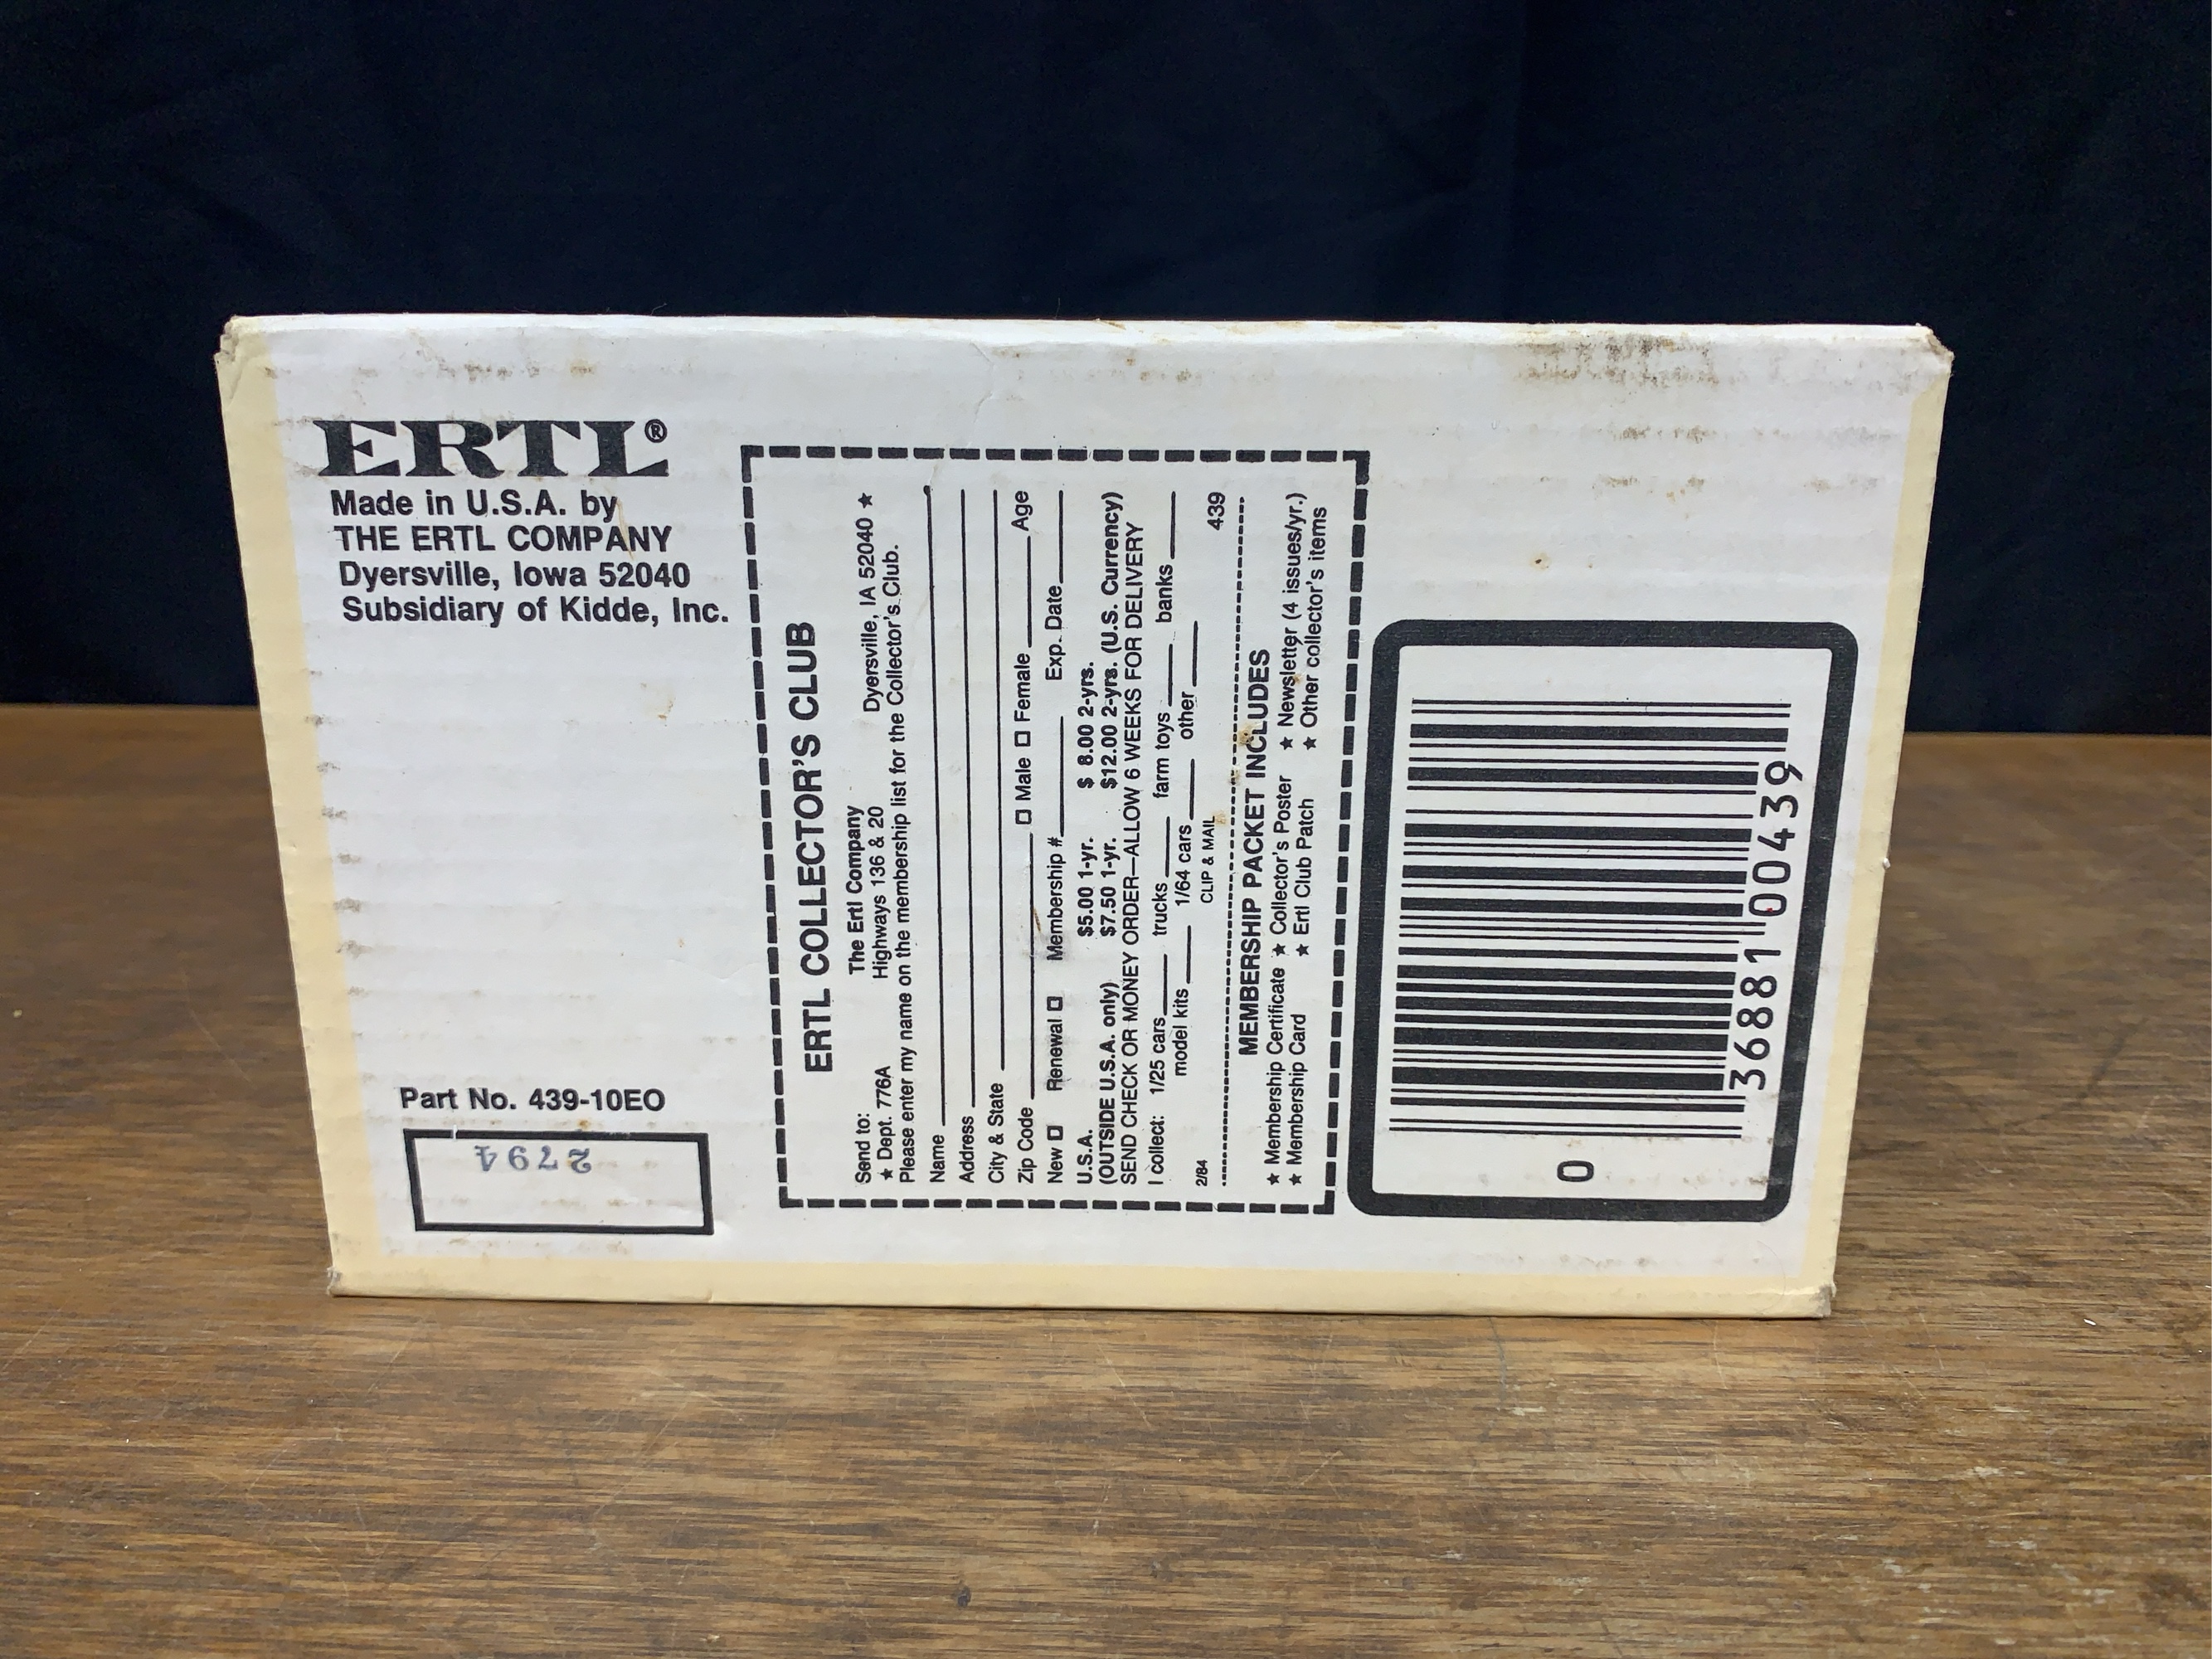 ERTL®
Made in U.S.A. by
THE ERTL COMPANY
Dyersville, Iowa 52040
Subsidiary of Kidde, Inc.
Part No. 439-10EO
2794
ERTL COLLECTOR'S CLUB
Send to: The Ertl Company
★ Dept. 776A Highways 136 & 20 Dyersville, IA 52040 ★
Please enter my name on the membership list for the Collector's Club.
Name
Address
City & State
Zip Code □ Male □ Female Age
New □ Renewal □ Membership # Exp. Date
U.S.A. $5.00 1-yr. $ 8.00 2-yrs.
(OUTSIDE U.S.A. only) $7.50 1-yr. $12.00 2-yrs. (U.S. Currency)
SEND CHECK OR MONEY ORDER—ALLOW 6 WEEKS FOR DELIVERY
I collect: 1/25 cars trucks farm toys banks
model kits 1/64 cars other
2/84 CLIP & MAIL 439
MEMBERSHIP PACKET INCLUDES
★ Membership Certificate ★ Collector's Poster ★ Newsletter (4 issues/yr.)
★ Membership Card ★ Ertl Club Patch ★ Other collector's items
0 36881 00439